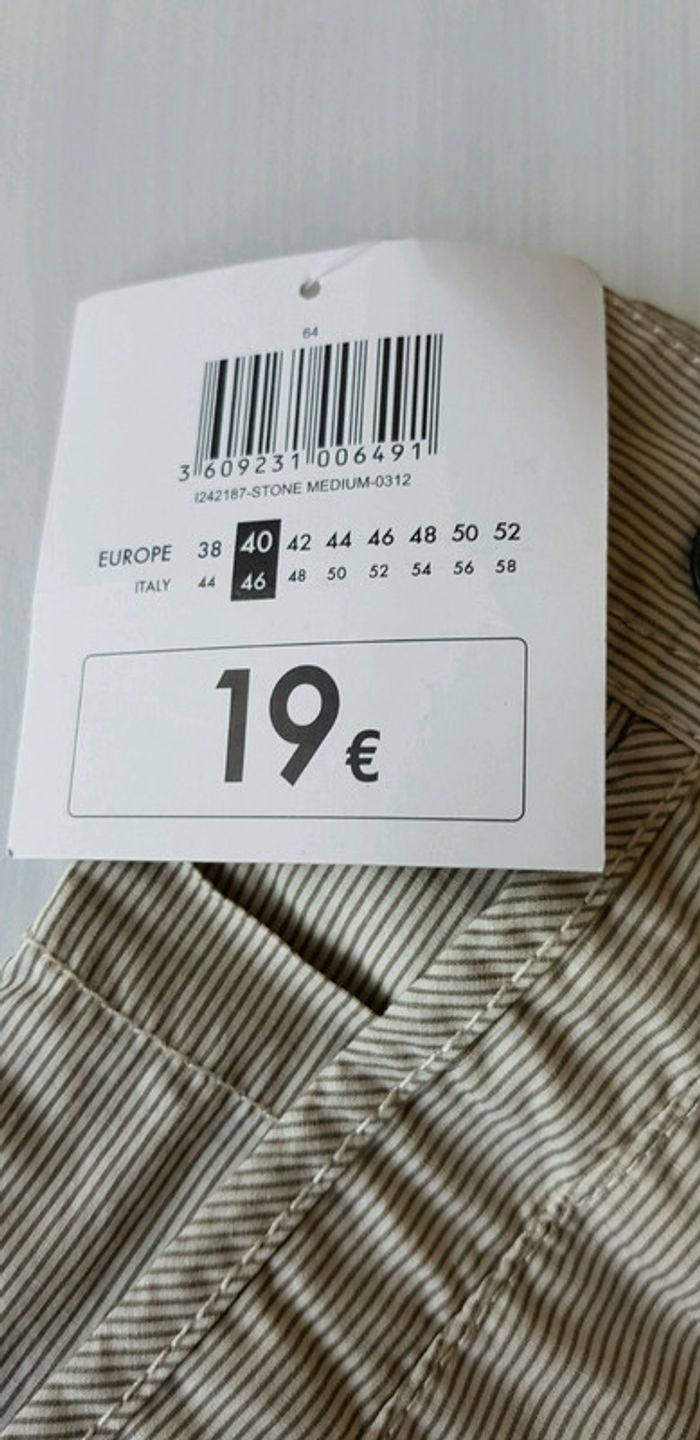 64
3 609231 006491
I242187-STONE MEDIUM-0312
EUROPE 38 40 42 44 46 48 50 52
ITALY 44 46 48 50 52 54 56 58
19€